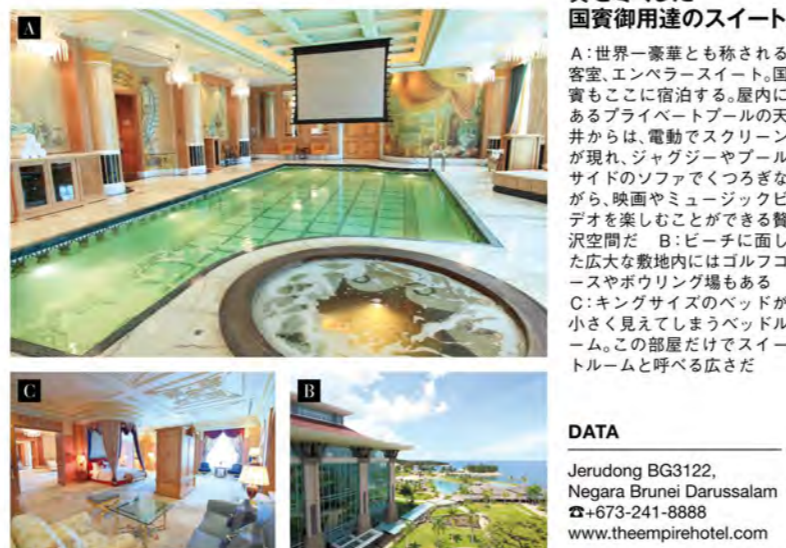 A
C
B
国賓御用達のスイート
A：世界一豪華とも称される
客室、エンペラースイート。国
賓もここに宿泊する。屋内に
あるプライベートプールの天
井からは、電動でスクリーン
が現れ、ジャグジーやプール
サイドのソファでくつろぎな
がら、映画やミュージックビ
デオを楽しむことができる贅
沢空間だ　B：ビーチに面し
た広大な敷地内にはゴルフコ
ースやボウリング場もある
C：キングサイズのベッドが
小さく見えてしまうベッドル
ーム。この部屋だけでスイー
トルームと呼べる広さだ
DATA
Jerudong BG3122,
Negara Brunei Darussalam
☎+673-241-8888
www.theempirehotel.com